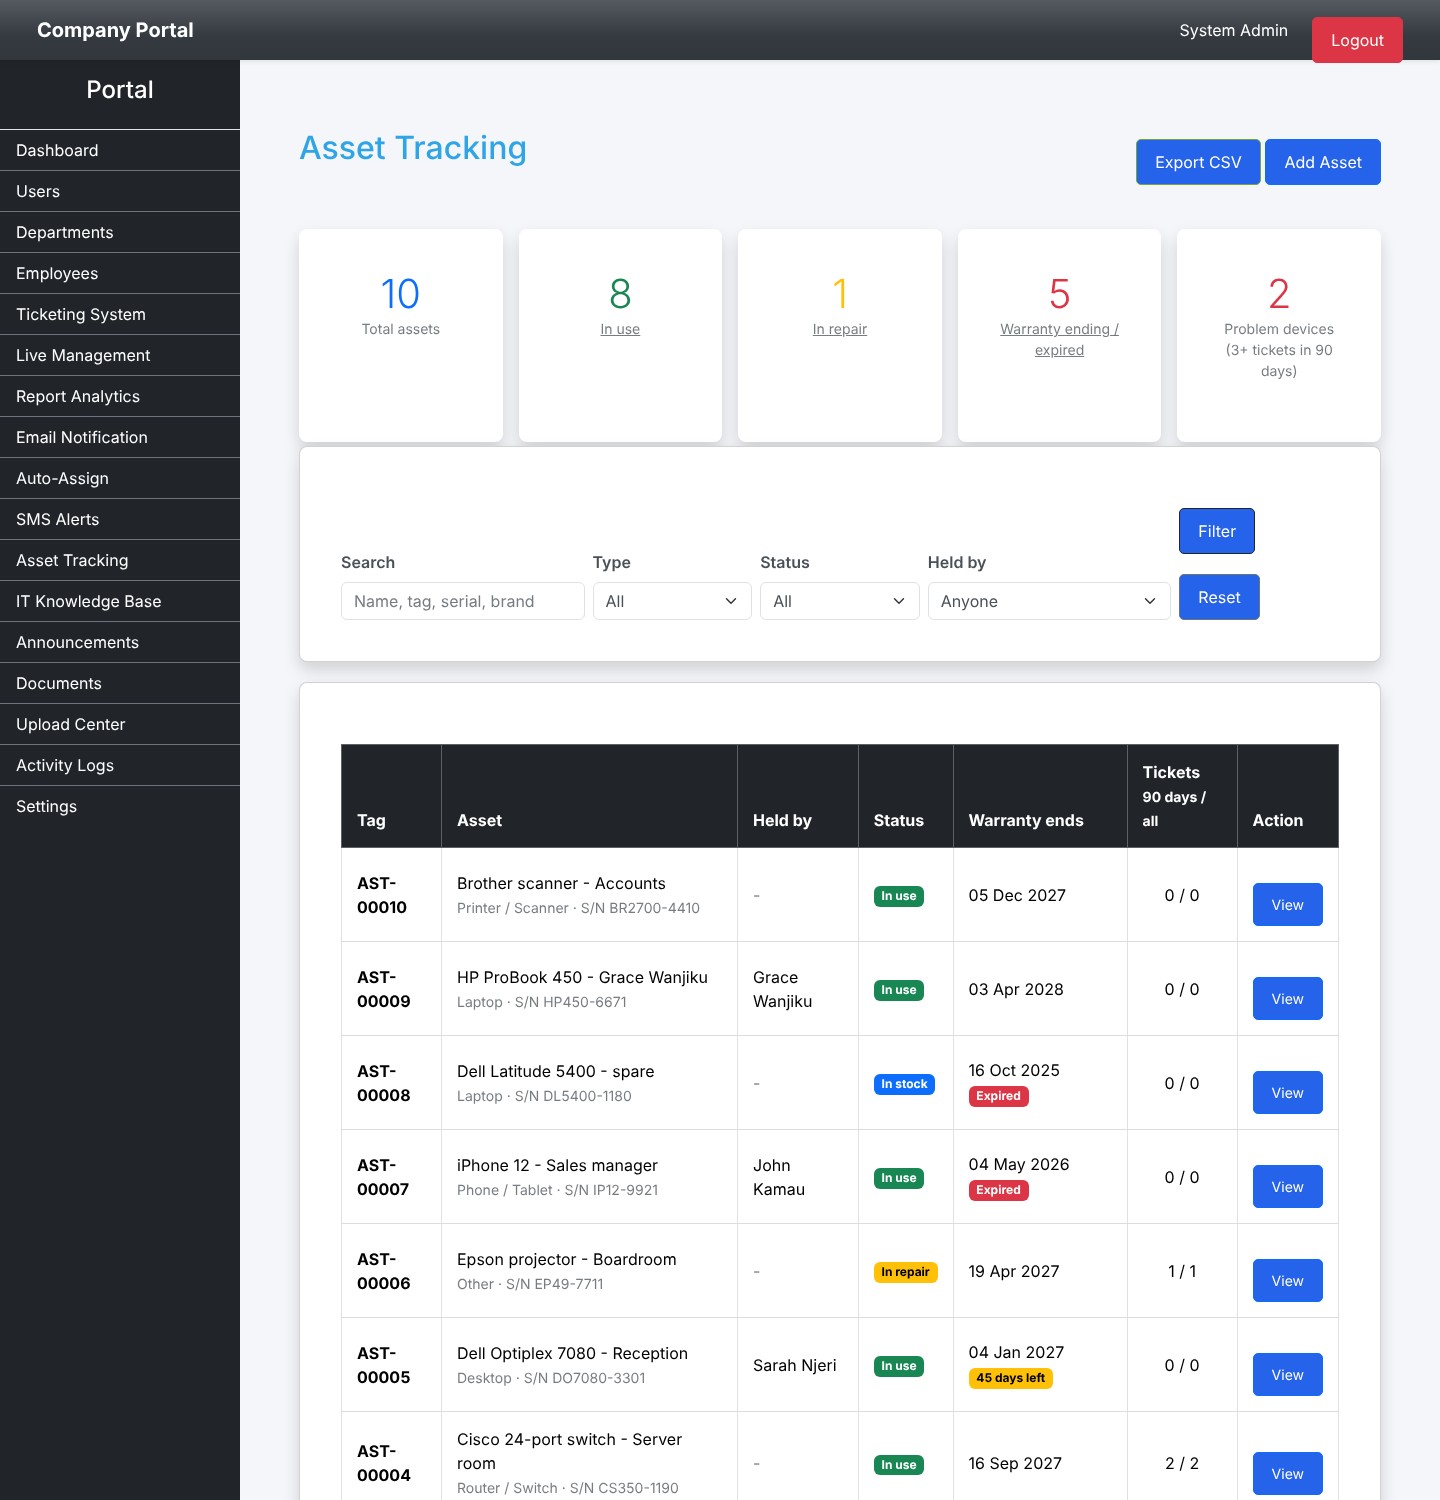 Company Portal
System Admin
Logout
Portal
Dashboard
Users
Departments
Employees
Ticketing System
Live Management
Report Analytics
Email Notification
Auto-Assign
SMS Alerts
Asset Tracking
IT Knowledge Base
Announcements
Documents
Upload Center
Activity Logs
Settings
Asset Tracking
Export CSV
Add Asset
10
Total assets
8
In use
1
In repair
5
Warranty ending /
expired
2
Problem devices
(3+ tickets in 90
days)
Search
Name, tag, serial, brand
Type
All
Status
All
Held by
Anyone
Filter
Reset
Tag
Asset
Held by
Status
Warranty ends
Tickets
90 days /
all
Action
AST-
00010
Brother scanner - Accounts
Printer / Scanner · S/N BR2700-4410
-
In use
05 Dec 2027
0 / 0
View
AST-
00009
HP ProBook 450 - Grace Wanjiku
Laptop · S/N HP450-6671
Grace
Wanjiku
In use
03 Apr 2028
0 / 0
View
AST-
00008
Dell Latitude 5400 - spare
Laptop · S/N DL5400-1180
-
In stock
16 Oct 2025
Expired
0 / 0
View
AST-
00007
iPhone 12 - Sales manager
Phone / Tablet · S/N IP12-9921
John
Kamau
In use
04 May 2026
Expired
0 / 0
View
AST-
00006
Epson projector - Boardroom
Other · S/N EP49-7711
-
In repair
19 Apr 2027
1 / 1
View
AST-
00005
Dell Optiplex 7080 - Reception
Desktop · S/N DO7080-3301
Sarah Njeri
In use
04 Jan 2027
45 days left
0 / 0
View
AST-
00004
Cisco 24-port switch - Server
room
Router / Switch · S/N CS350-1190
-
In use
16 Sep 2027
2 / 2
View